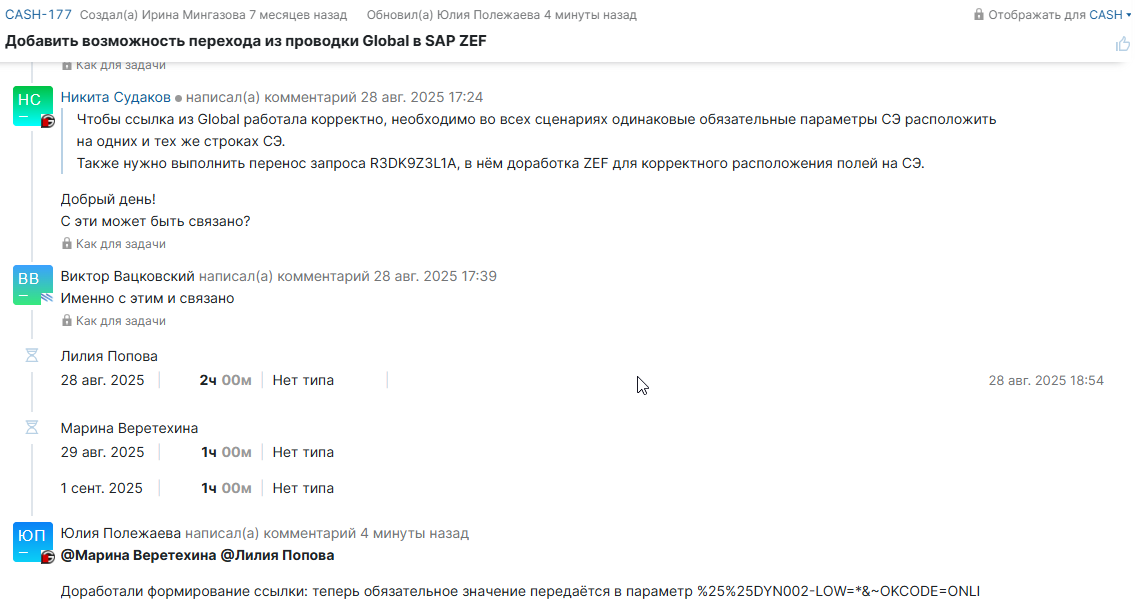 CASH-177 Создал(а) Ирина Мингазова 7 месяцев назад Обновил(а) Юлия Полежаева 4 минуты назад Отображать для CASH
Добавить возможность перехода из проводки Global в SAP ZEF
Как для задачи
НС
Никита Судаков написал(а) комментарий 28 авг. 2025 17:24
Чтобы ссылка из Global работала корректно, необходимо во всех сценариях одинаковые обязательные параметры СЭ расположить
на одних и тех же строках СЭ.
Также нужно выполнить перенос запроса R3DK9Z3L1A, в нём доработка ZEF для корректного расположения полей на СЭ.
Добрый день!
С эти может быть связано?
Как для задачи
ВВ
Виктор Вацковский написал(а) комментарий 28 авг. 2025 17:39
Именно с этим и связано
Как для задачи
Лилия Попова
28 авг. 2025 2ч 00м Нет типа 28 авг. 2025 18:54
Марина Веретехина
29 авг. 2025 1ч 00м Нет типа
1 сент. 2025 1ч 00м Нет типа
ЮП
Юлия Полежаева написал(а) комментарий 4 минуты назад
@Марина Веретехина @Лилия Попова
Доработали формирование ссылки: теперь обязательное значение передаётся в параметр %25%25DYN002-LOW=*&~OKCODE=ONLI